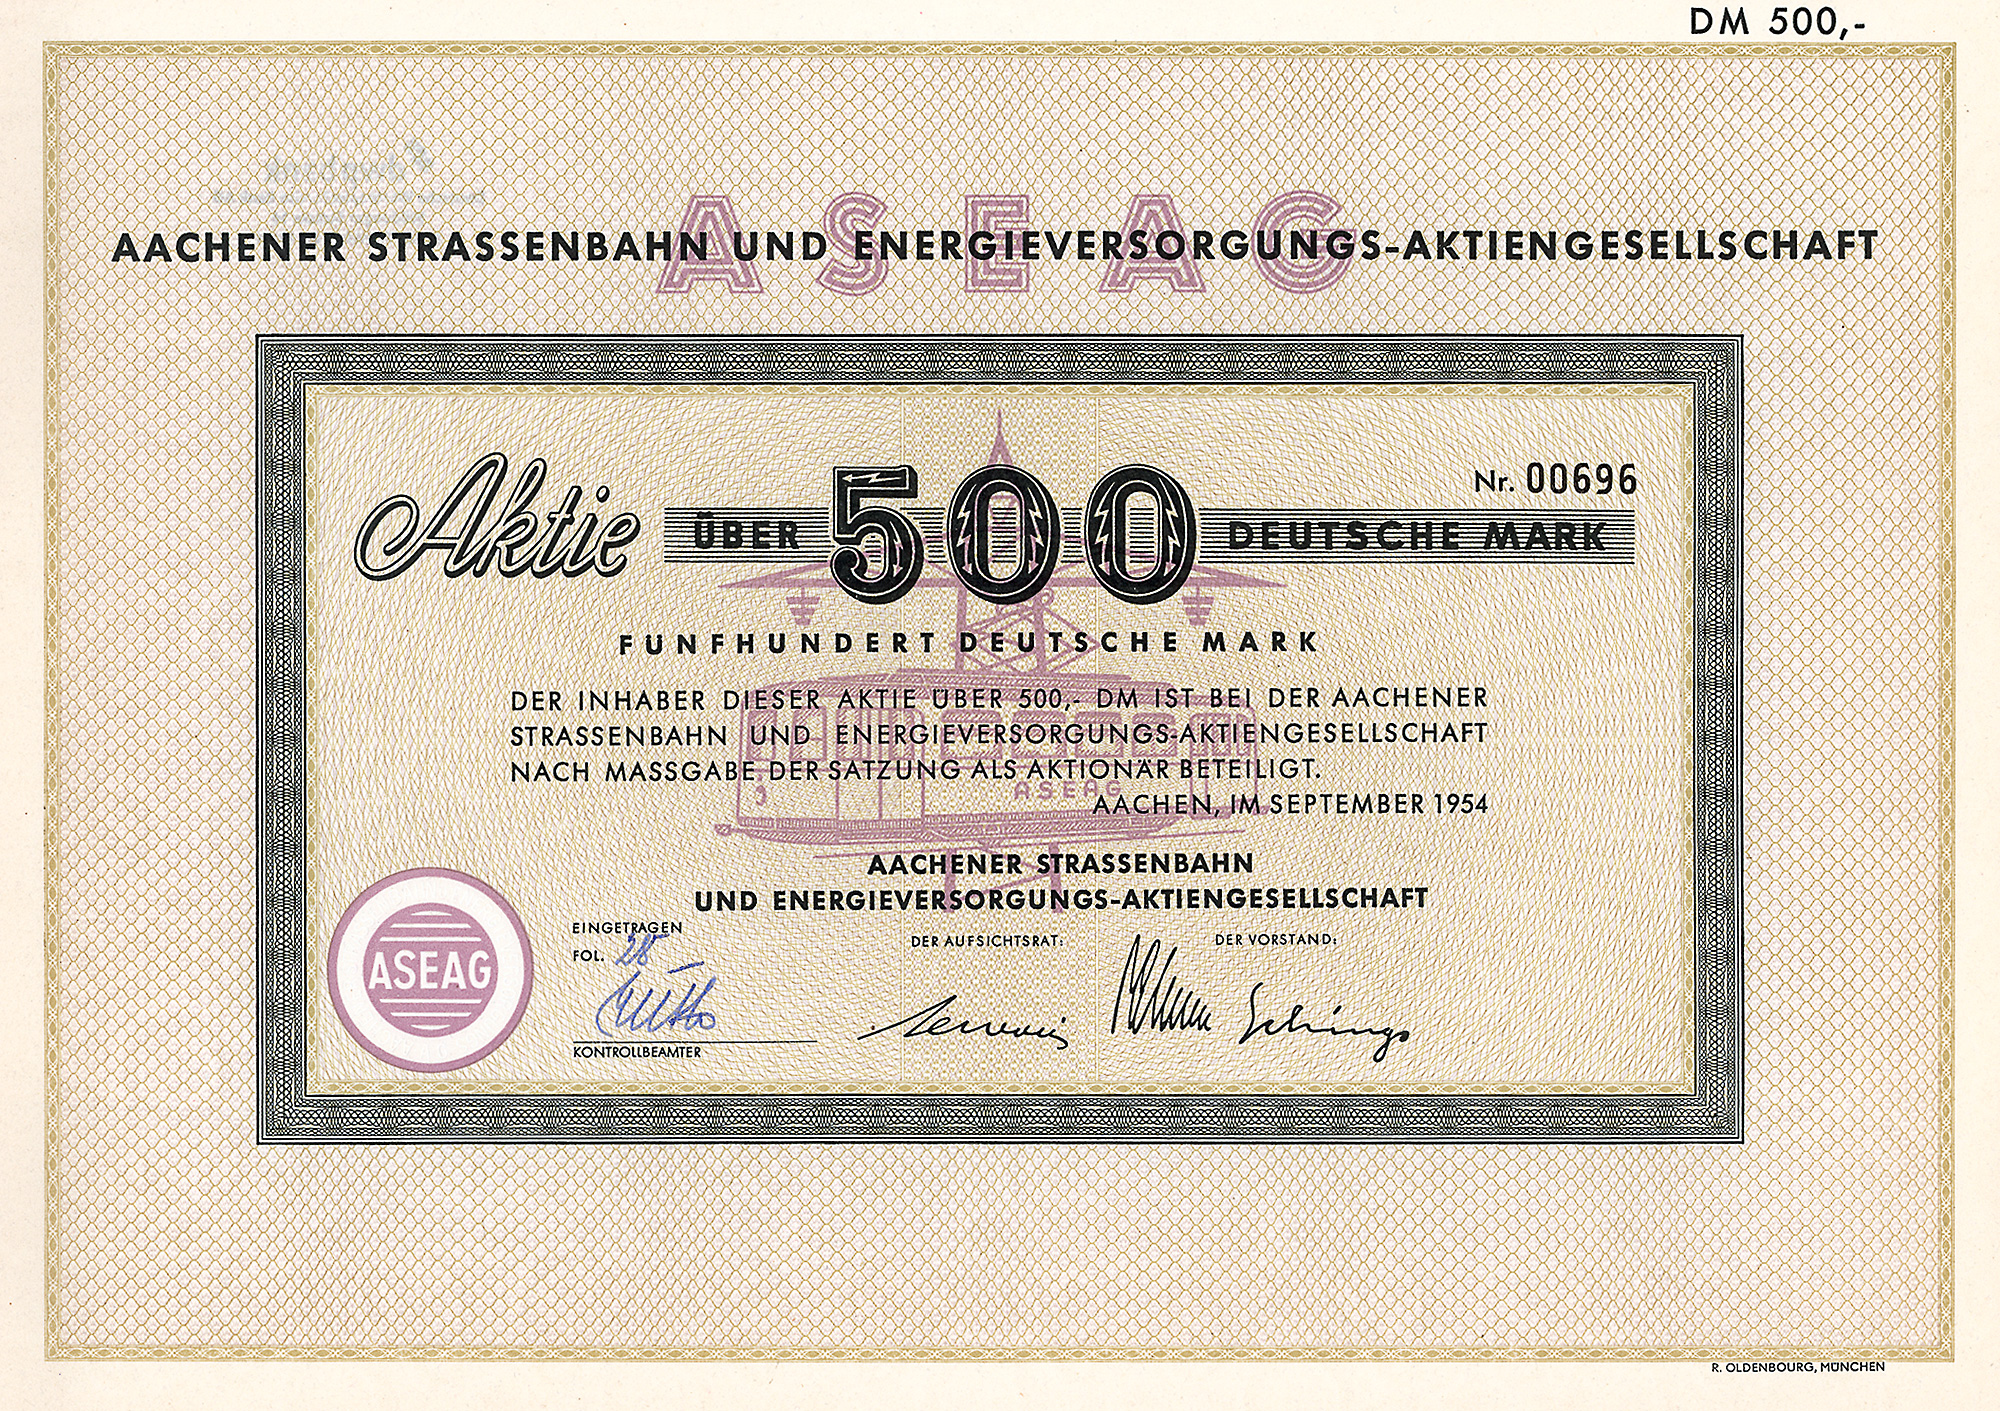 DM 500,-
ASEAG
AACHENER STRASSENBAHN UND ENERGIEVERSORGUNGS-AKTIENGESELLSCHAFT
Nr. 00696
Aktie ÜBER 500 DEUTSCHE MARK
FÜNFHUNDERT DEUTSCHE MARK
DER INHABER DIESER AKTIE ÜBER 500,- DM IST BEI DER AACHENER
STRASSENBAHN UND ENERGIEVERSORGUNGS-AKTIENGESELLSCHAFT
NACH MASSGABE DER SATZUNG ALS AKTIONÄR BETEILIGT.
3
ASEAG
AACHEN, IM SEPTEMBER 1954
AACHENER STRASSENBAHN
UND ENERGIEVERSORGUNGS-AKTIENGESELLSCHAFT
EINGETRAGEN
FOL. 28
DER AUFSICHTSRAT:
DER VORSTAND:
ASEAG
KONTROLLBEAMTER
R. OLDENBOURG, MÜNCHEN